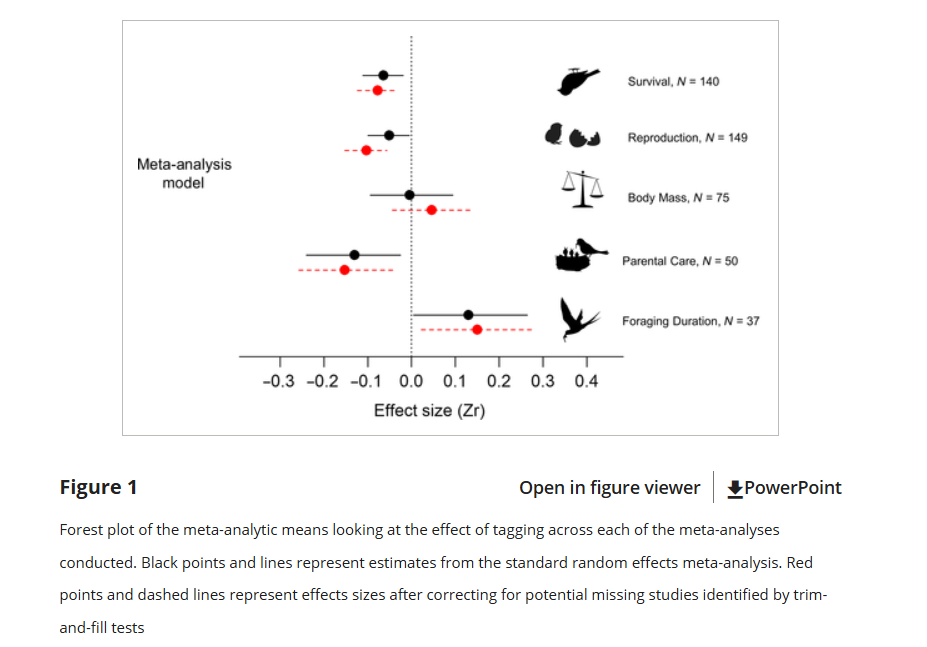 Survival, N = 140
Reproduction, N = 149
Meta-analysis
model
Body Mass, N = 75
Parental Care, N = 50
Foraging Duration, N = 37
−0.3 −0.2 −0.1 0.0 0.1 0.2 0.3 0.4
Effect size (Zr)
Figure 1
Open in figure viewer PowerPoint
Forest plot of the meta-analytic means looking at the effect of tagging across each of the meta-analyses
conducted. Black points and lines represent estimates from the standard random effects meta-analysis. Red
points and dashed lines represent effects sizes after correcting for potential missing studies identified by trim-
and-fill tests